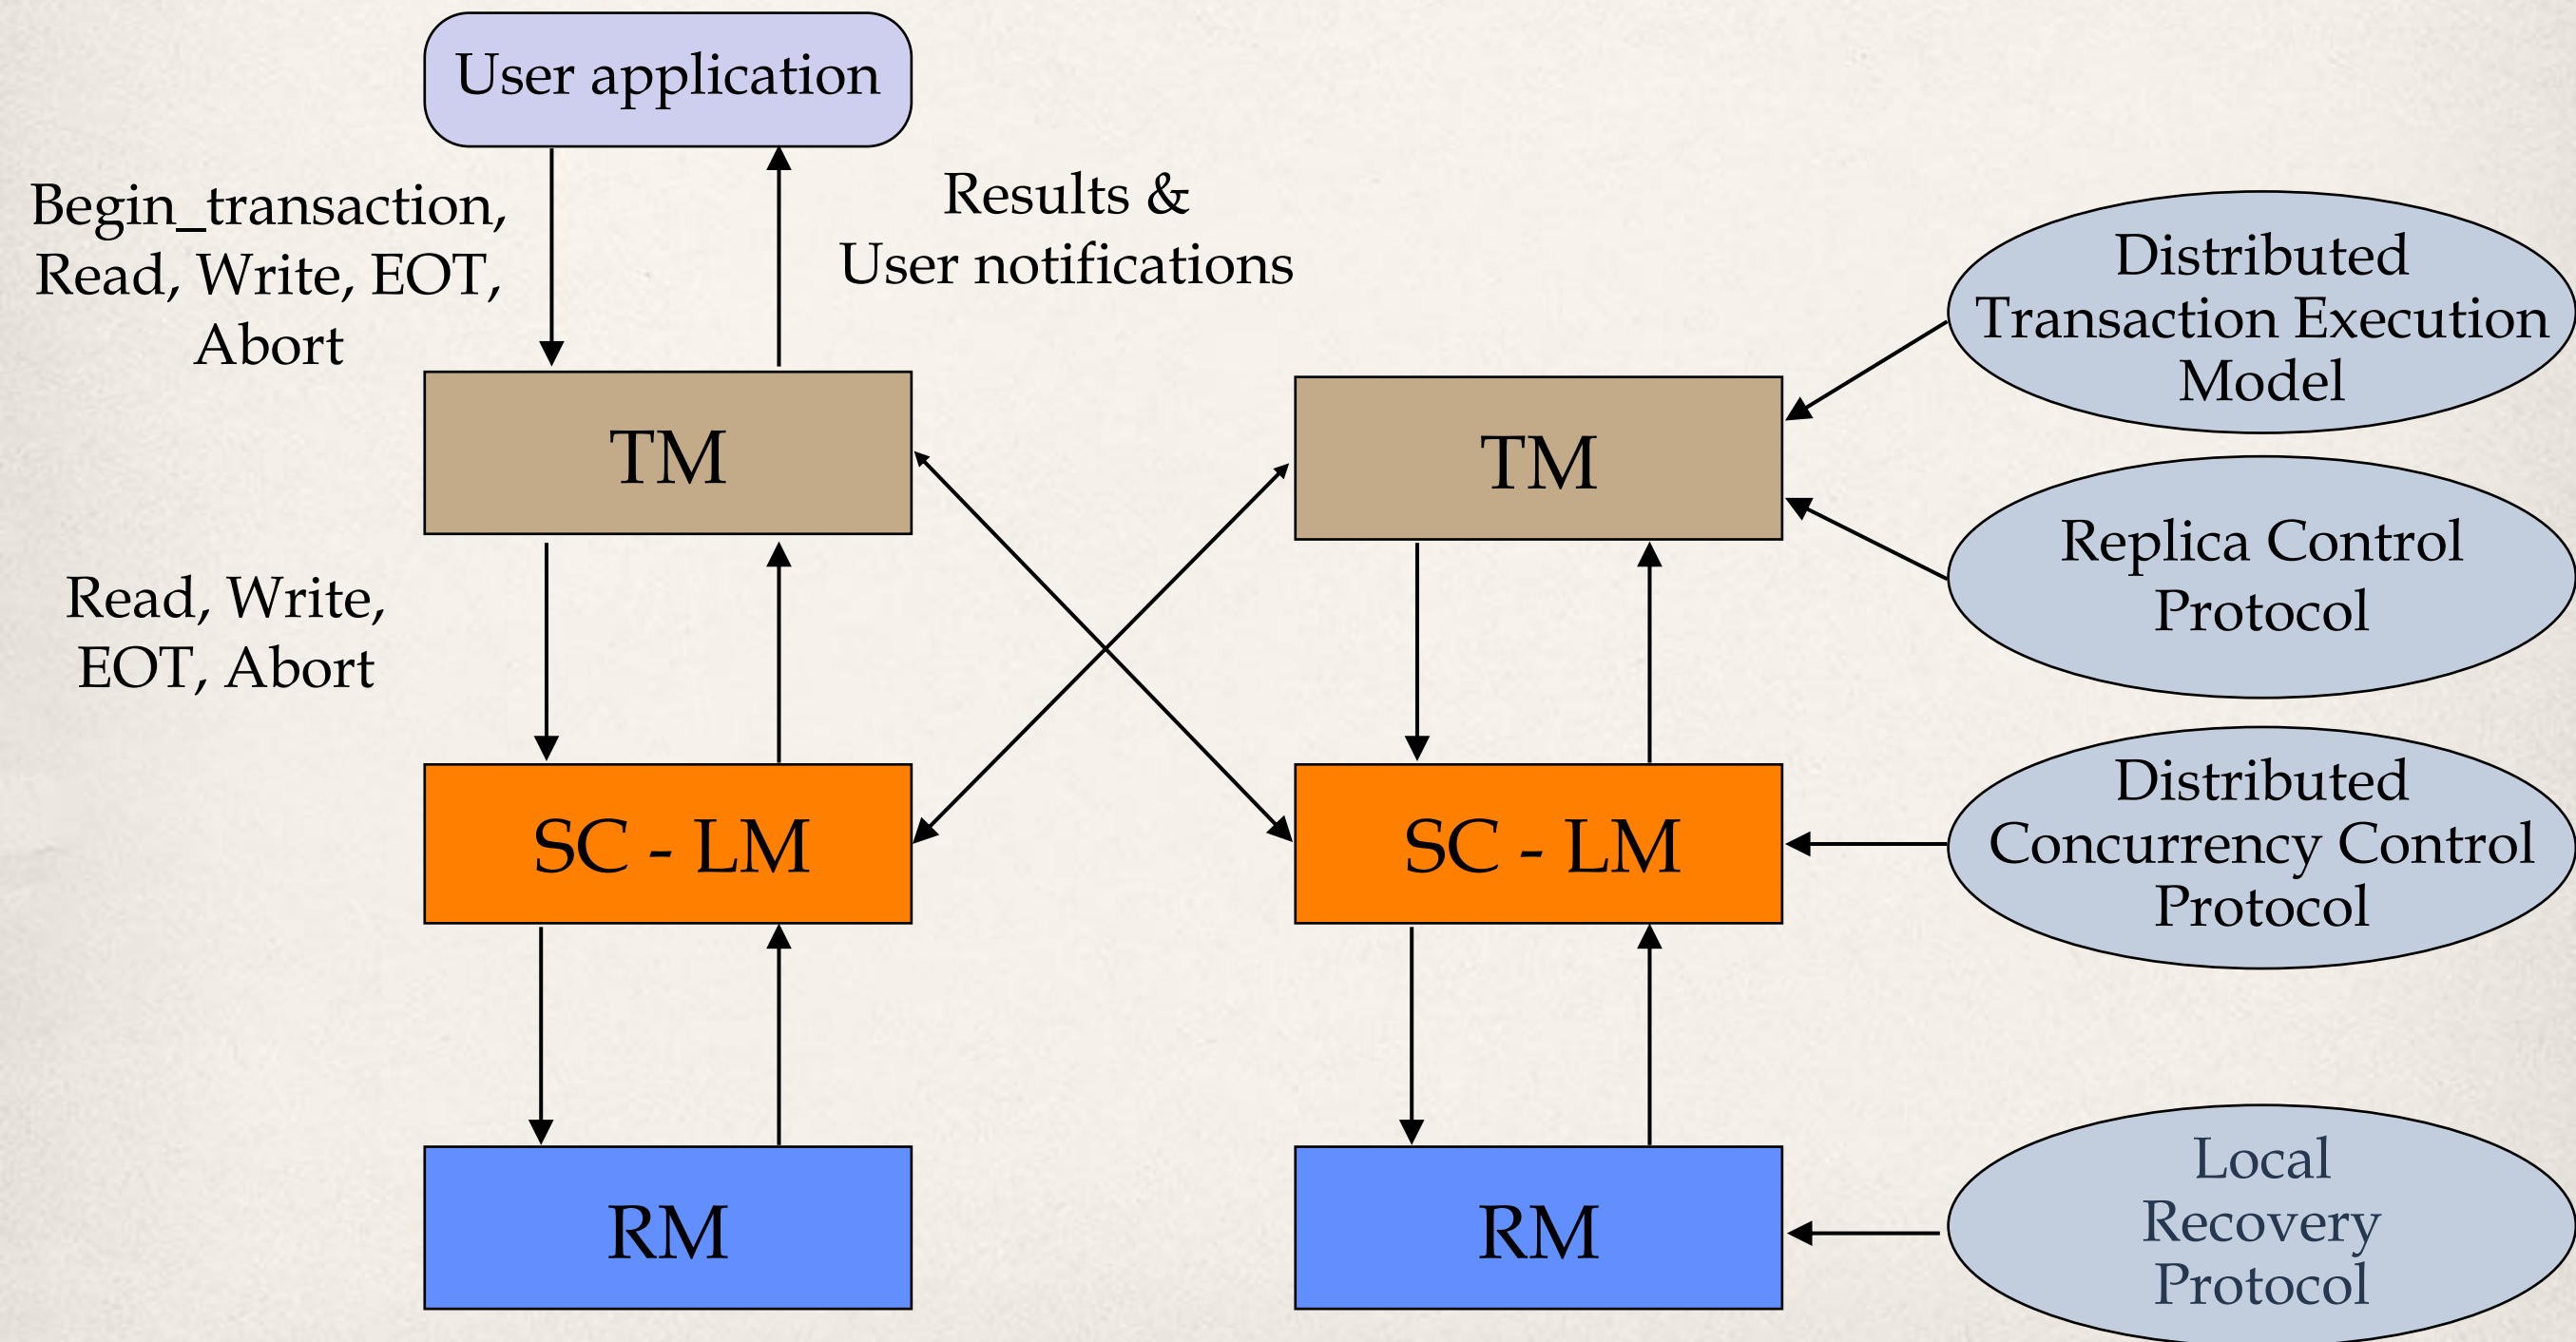 User application
Begin_transaction,
Read, Write, EOT,
Abort
Results &
User notifications
Distributed
Transaction Execution
Model
TM
TM
Replica Control
Protocol
Read, Write,
EOT, Abort
Distributed
Concurrency Control
Protocol
SC - LM
SC - LM
Local
Recovery
Protocol
RM
RM